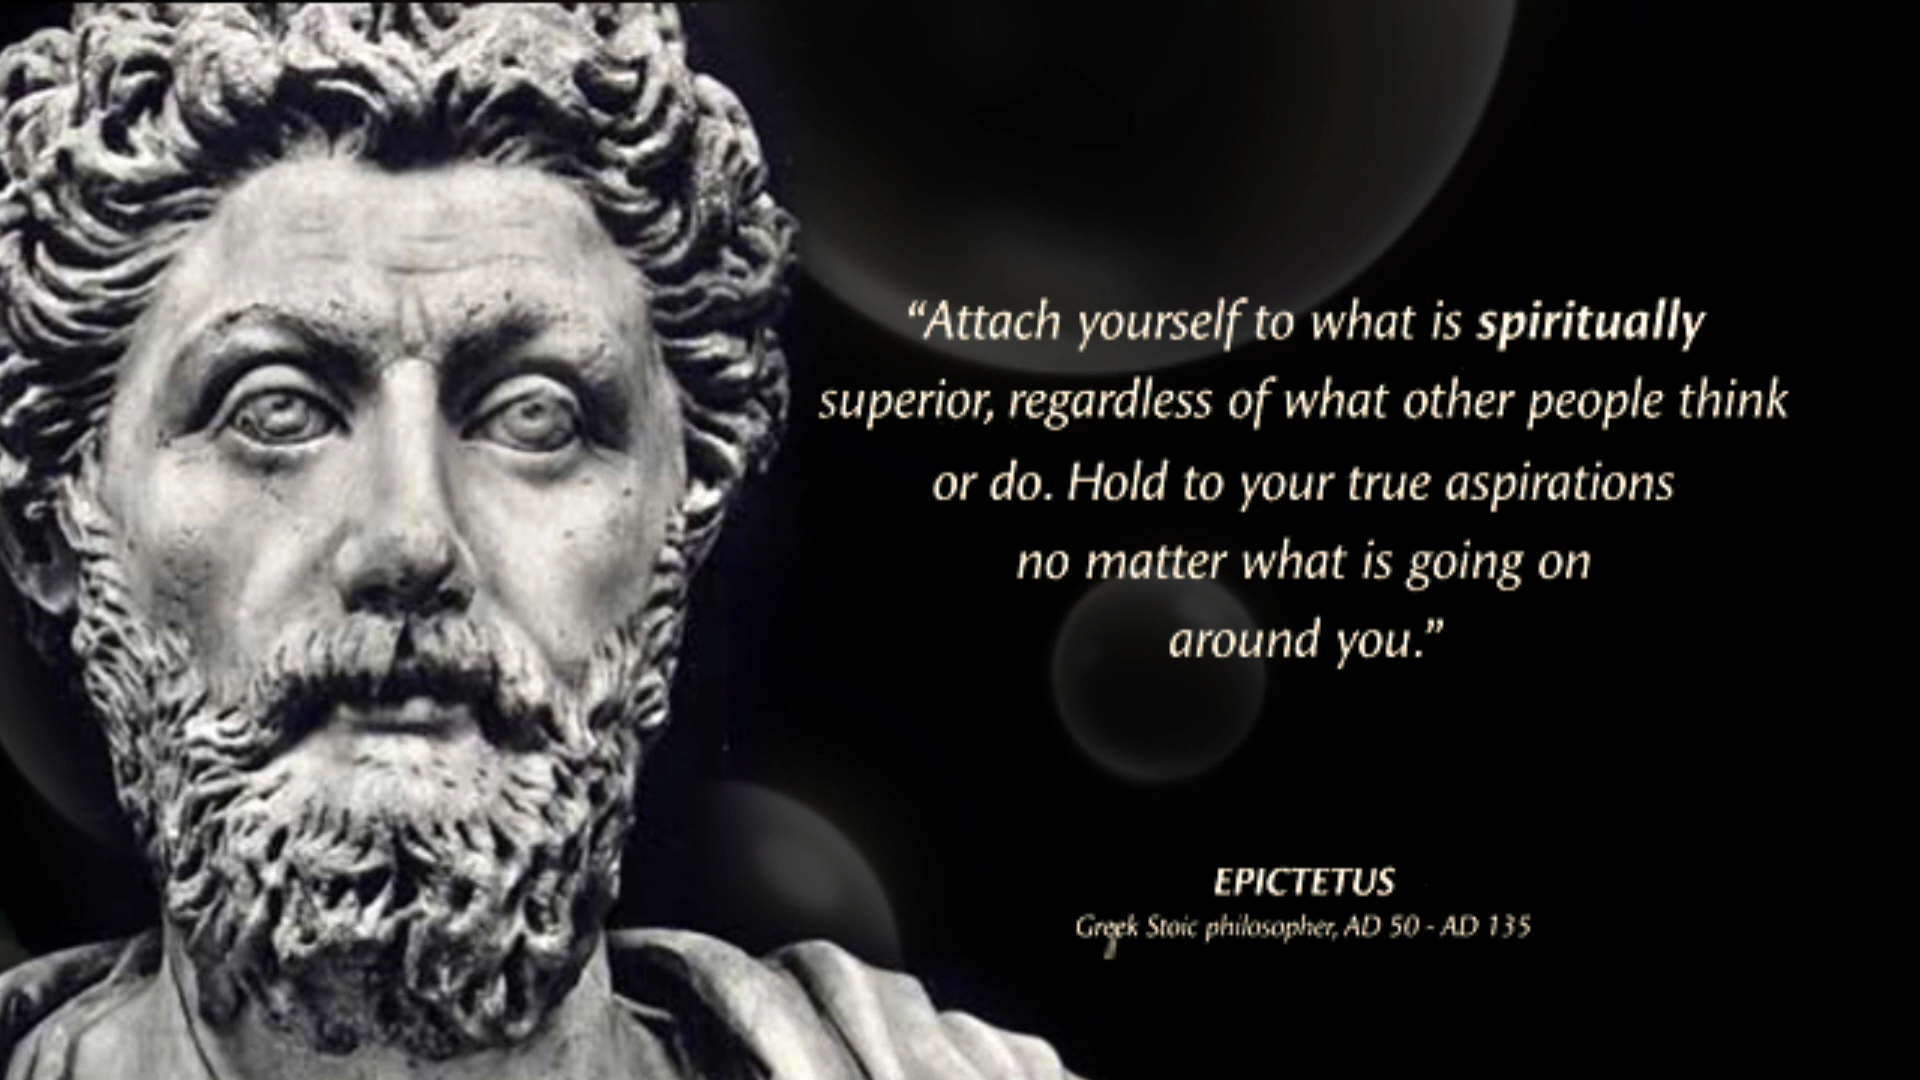 “Attach yourself to what is spiritually
superior, regardless of what other people think
or do. Hold to your true aspirations
no matter what is going on
around you.”
EPICTETUS
Greek Stoic philosopher, AD 50 - AD 135